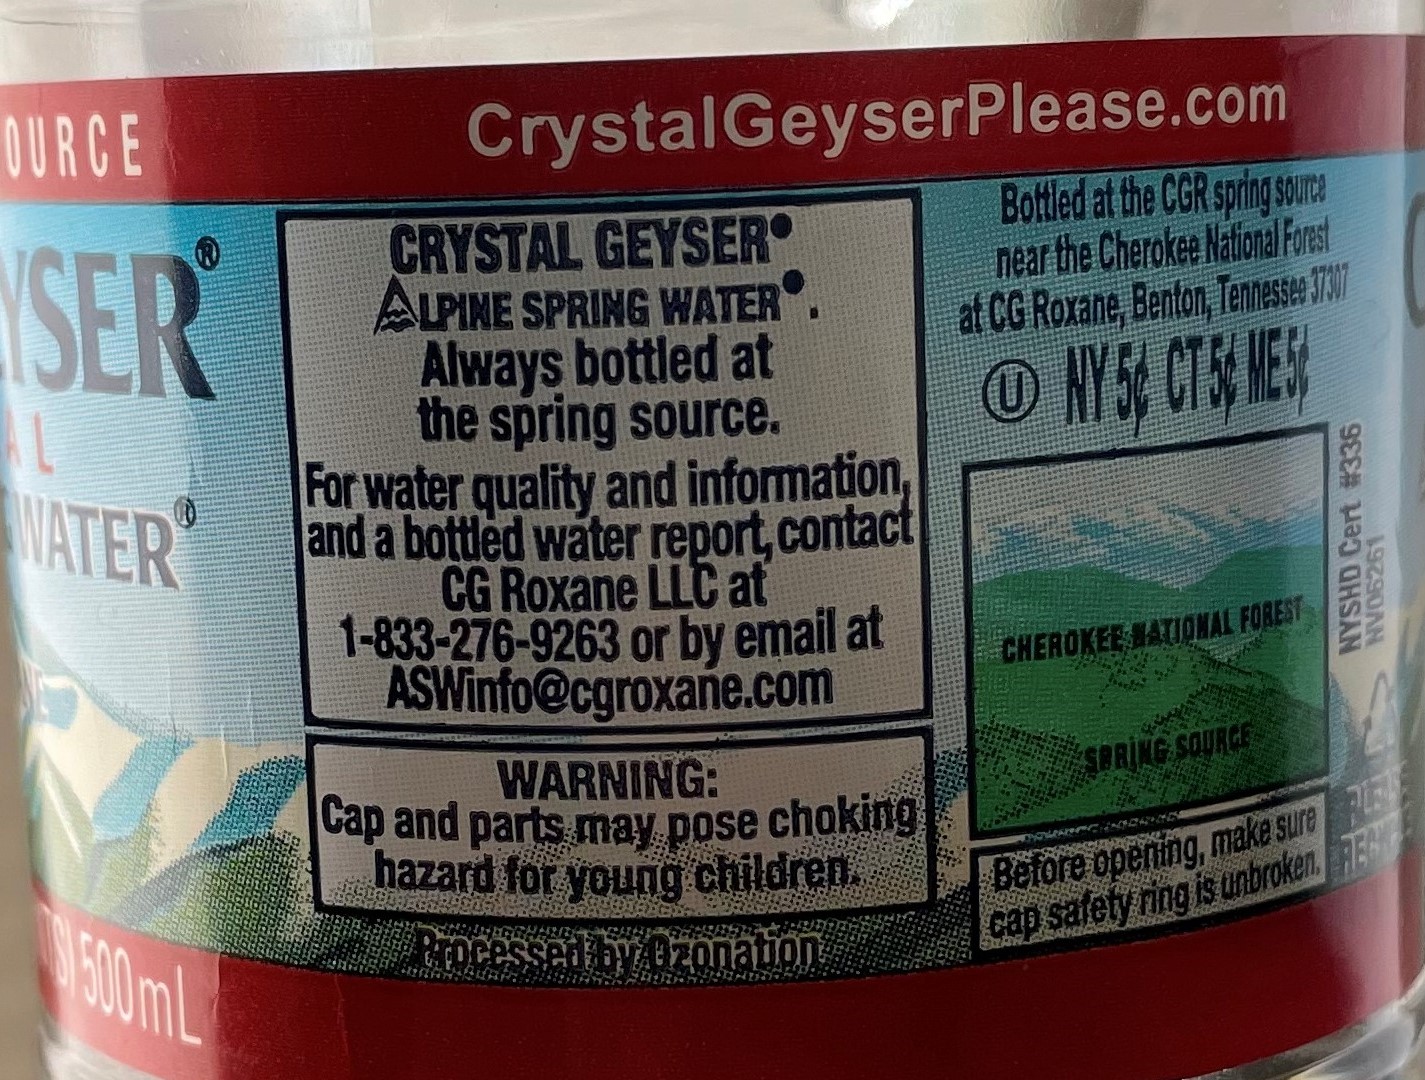 OURCE
CrystalGeyserPlease.com
YSER®
AL
WATER®
500 mL
CRYSTAL GEYSER
ALPINE SPRING WATER .
Always bottled at
the spring source.
For water quality and information,
and a bottled water report, contact
CG Roxane LLC at
1-833-276-9263 or by email at
ASWinfo@cgroxane.com
WARNING:
Cap and parts may pose choking
hazard for young children.
Processed by Ozonation
Bottled at the CGR spring source
near the Cherokee National Forest
at CG Roxane, Benton, Tennessee 37307
U NY 5¢ CT 5¢ ME 5¢
CHEROKEE NATIONAL FOREST
SPRING SOURCE
Before opening, make sure
cap safety ring is unbroken.
NYSHD Cert #336
NV06261